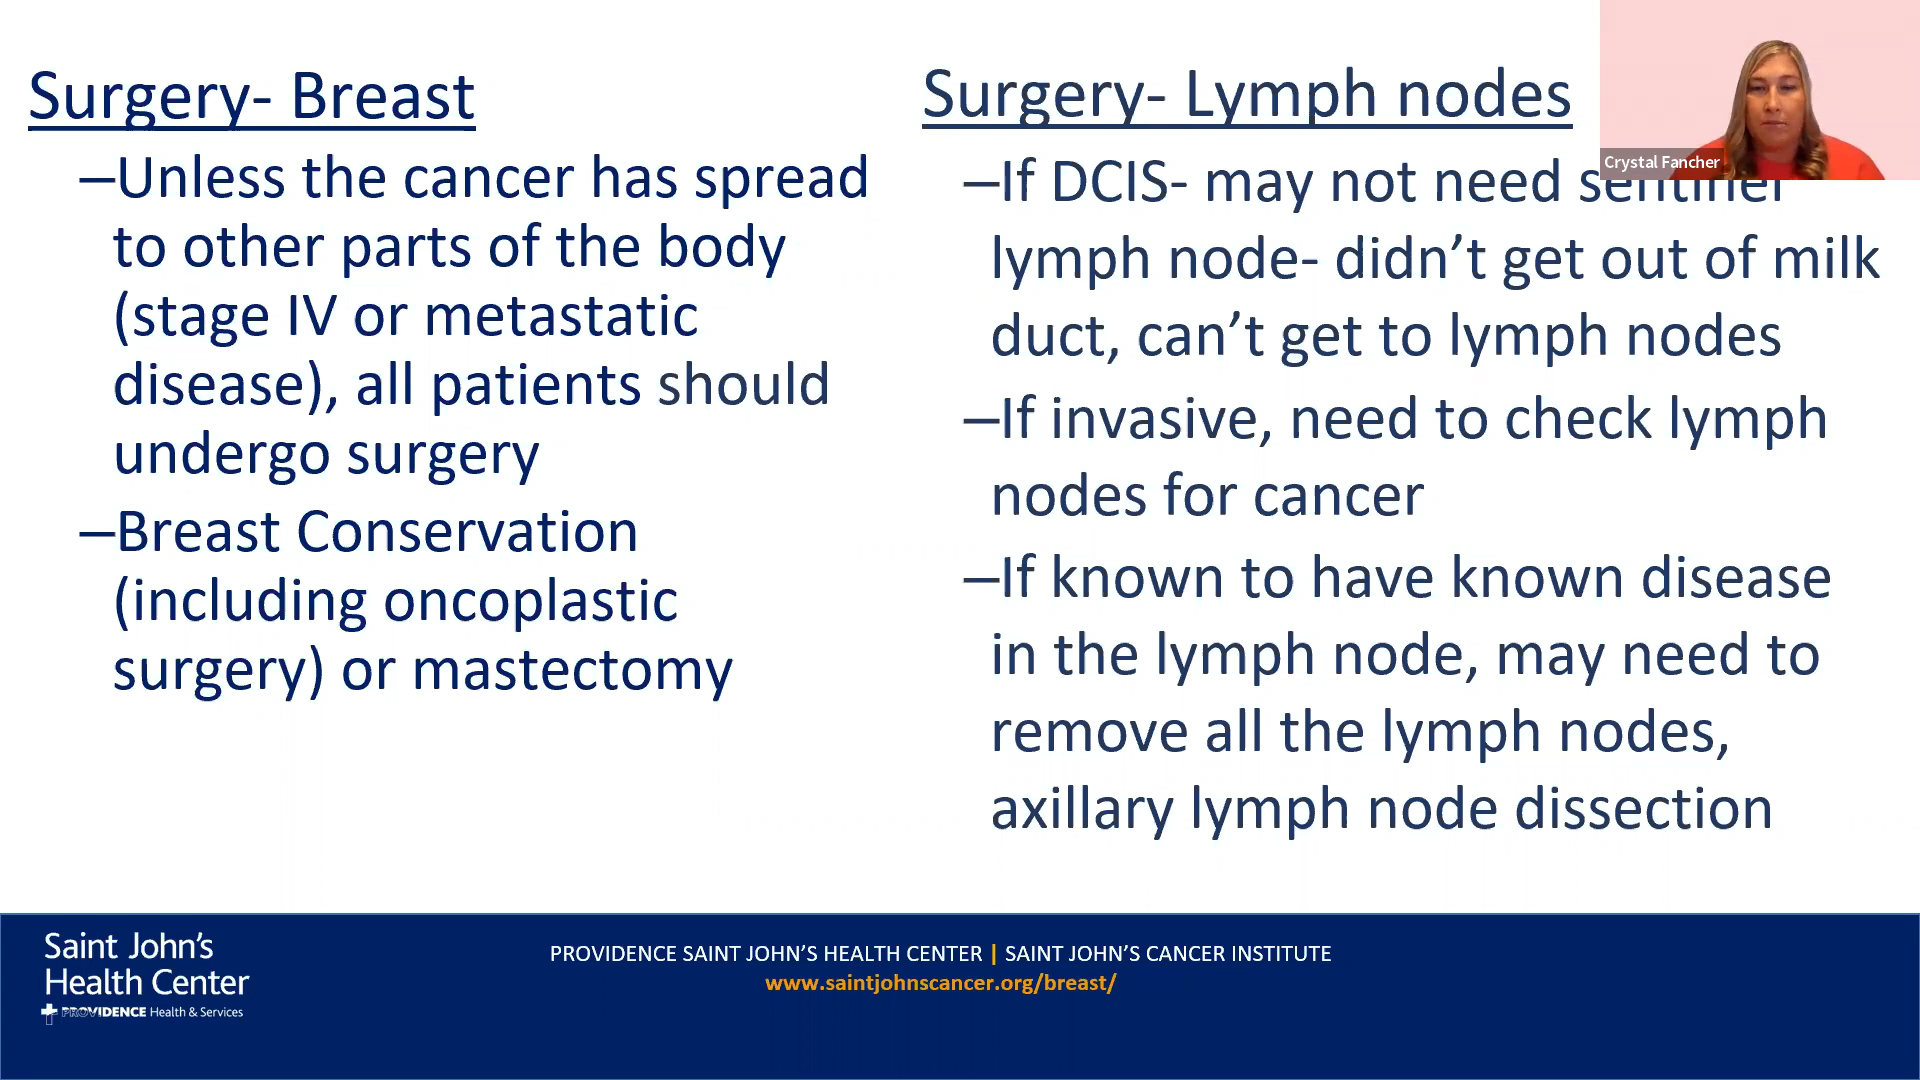 Surgery- Breast
–Unless the cancer has spread
to other parts of the body
(stage IV or metastatic
disease), all patients should
undergo surgery
–Breast Conservation
(including oncoplastic
surgery) or mastectomy
Surgery- Lymph nodes
–If DCIS- may not need sentinel
lymph node- didn’t get out of milk
duct, can’t get to lymph nodes
–If invasive, need to check lymph
nodes for cancer
–If known to have known disease
in the lymph node, may need to
remove all the lymph nodes,
axillary lymph node dissection
Crystal Fancher
Saint John’s
Health Center
PROVIDENCE Health & Services
PROVIDENCE SAINT JOHN’S HEALTH CENTER | SAINT JOHN’S CANCER INSTITUTE
www.saintjohnscancer.org/breast/